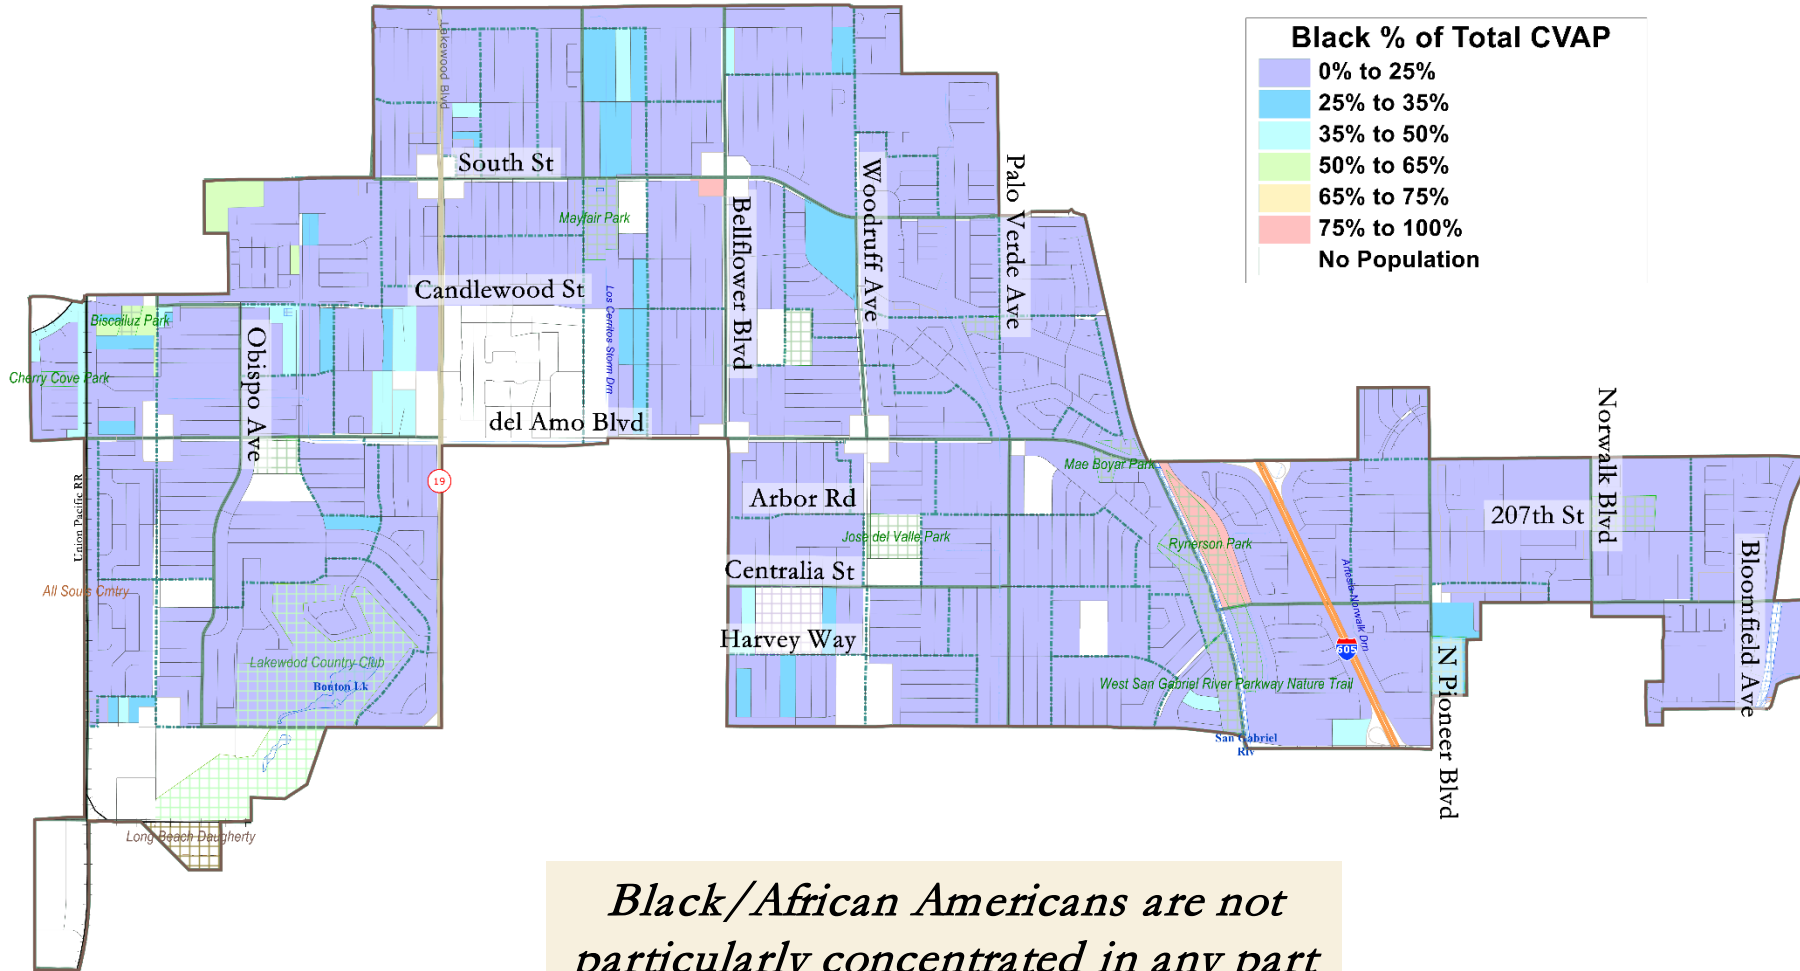 Black % of Total CVAP
0% to 25%
25% to 35%
35% to 50%
50% to 65%
65% to 75%
75% to 100%
No Population
Lakewood Blvd
South St
Mayfair Park
Bellflower Blvd
Woodruff Ave
Palo Verde Ave
Candlewood St
Los Cerritos Storm Drn
Biscailuz Park
Obispo Ave
Cherry Cove Park
del Amo Blvd
19
Union Pacific RR
Arbor Rd
Mae Boyar Park
Norwalk Blvd
207th St
Jose del Valle Park
Rynerson Park
Centralia St
All Souls Cmtry
Artesia-Norwalk Drn
Bloomfield Ave
Harvey Way
605
Lakewood Country Club
Bouton Lk
West San Gabriel River Parkway Nature Trail
N Pioneer Blvd
San Gabriel
Riv
Long Beach Daugherty
Black/African Americans are not
particularly concentrated in any part